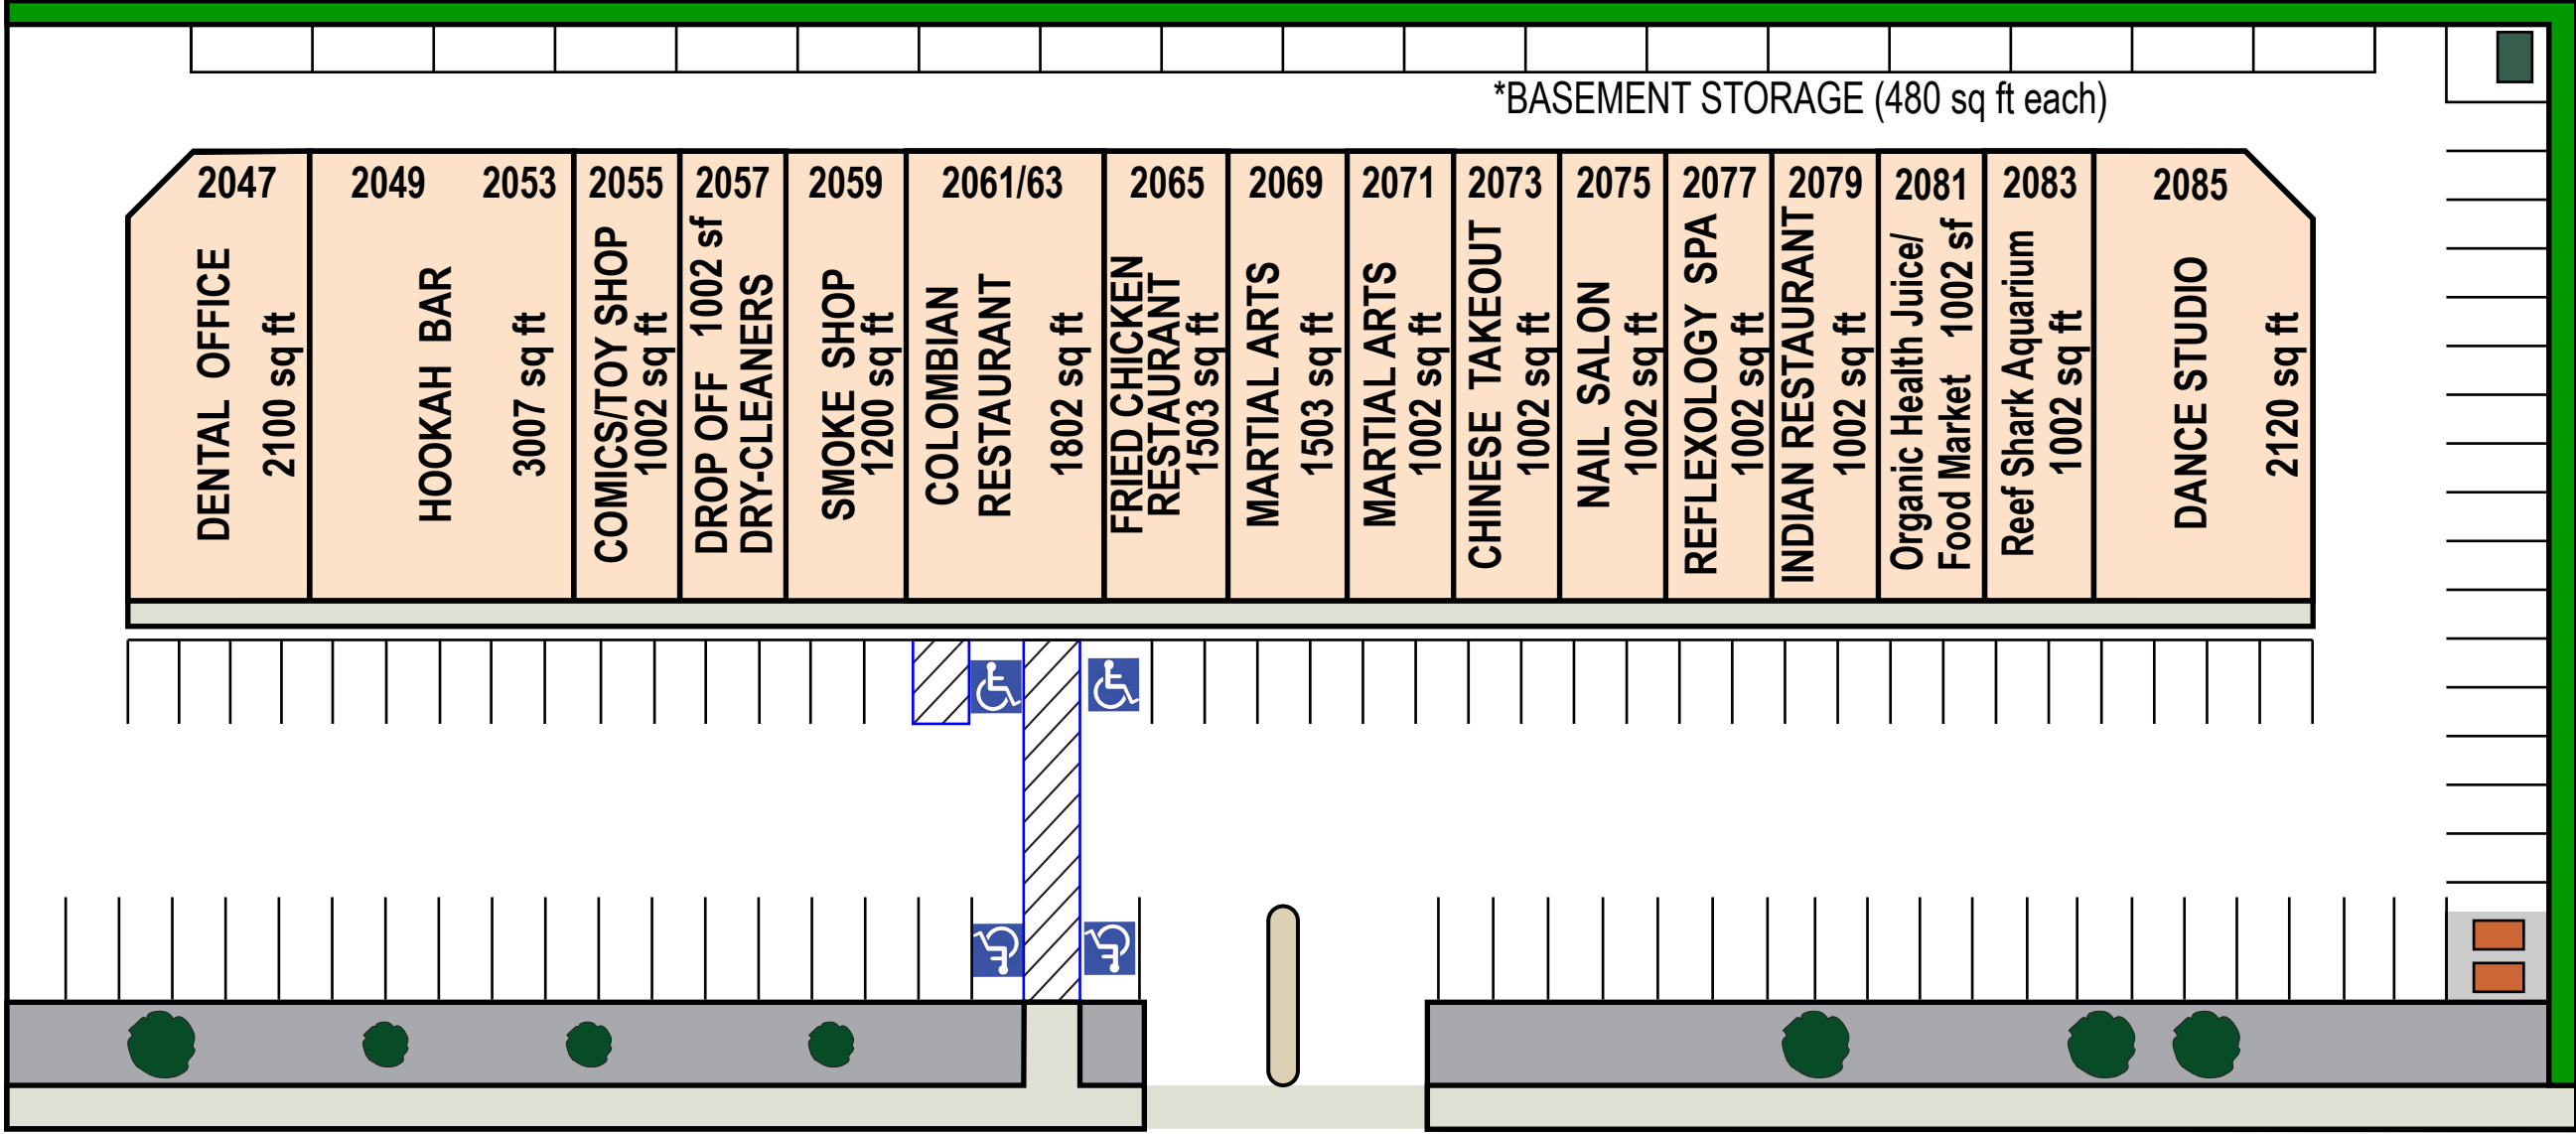 *BASEMENT STORAGE (480 sq ft each)
2047
DENTAL OFFICE
2100 sq ft
2049 2053
HOOKAH BAR
3007 sq ft
2055
COMICS/TOY SHOP
1002 sq ft
2057
DROP OFF 1002 sf
DRY-CLEANERS
2059
SMOKE SHOP
1200 sq ft
2061/63
COLOMBIAN
RESTAURANT
1802 sq ft
2065
FRIED CHICKEN
RESTAURANT
1503 sq ft
2069
MARTIAL ARTS
1503 sq ft
2071
MARTIAL ARTS
1002 sq ft
2073
CHINESE TAKEOUT
1002 sq ft
2075
NAIL SALON
1002 sq ft
2077
REFLEXOLOGY SPA
1002 sq ft
2079
INDIAN RESTAURANT
1002 sq ft
2081
Organic Health Juice/
Food Market 1002 sf
2083
Reef Shark Aquarium
1002 sq ft
2085
DANCE STUDIO
2120 sq ft